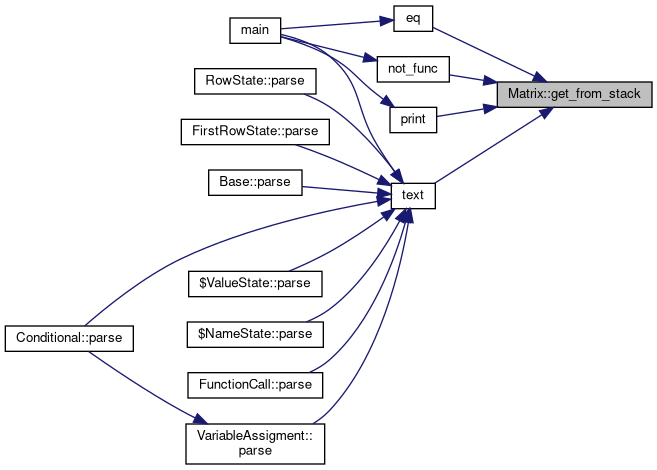 eq
main
not_func
RowState::parse
Matrix::get_from_stack
print
FirstRowState::parse
Base::parse
text
$ValueState::parse
$NameState::parse
Conditional::parse
FunctionCall::parse
VariableAssigment::
parse